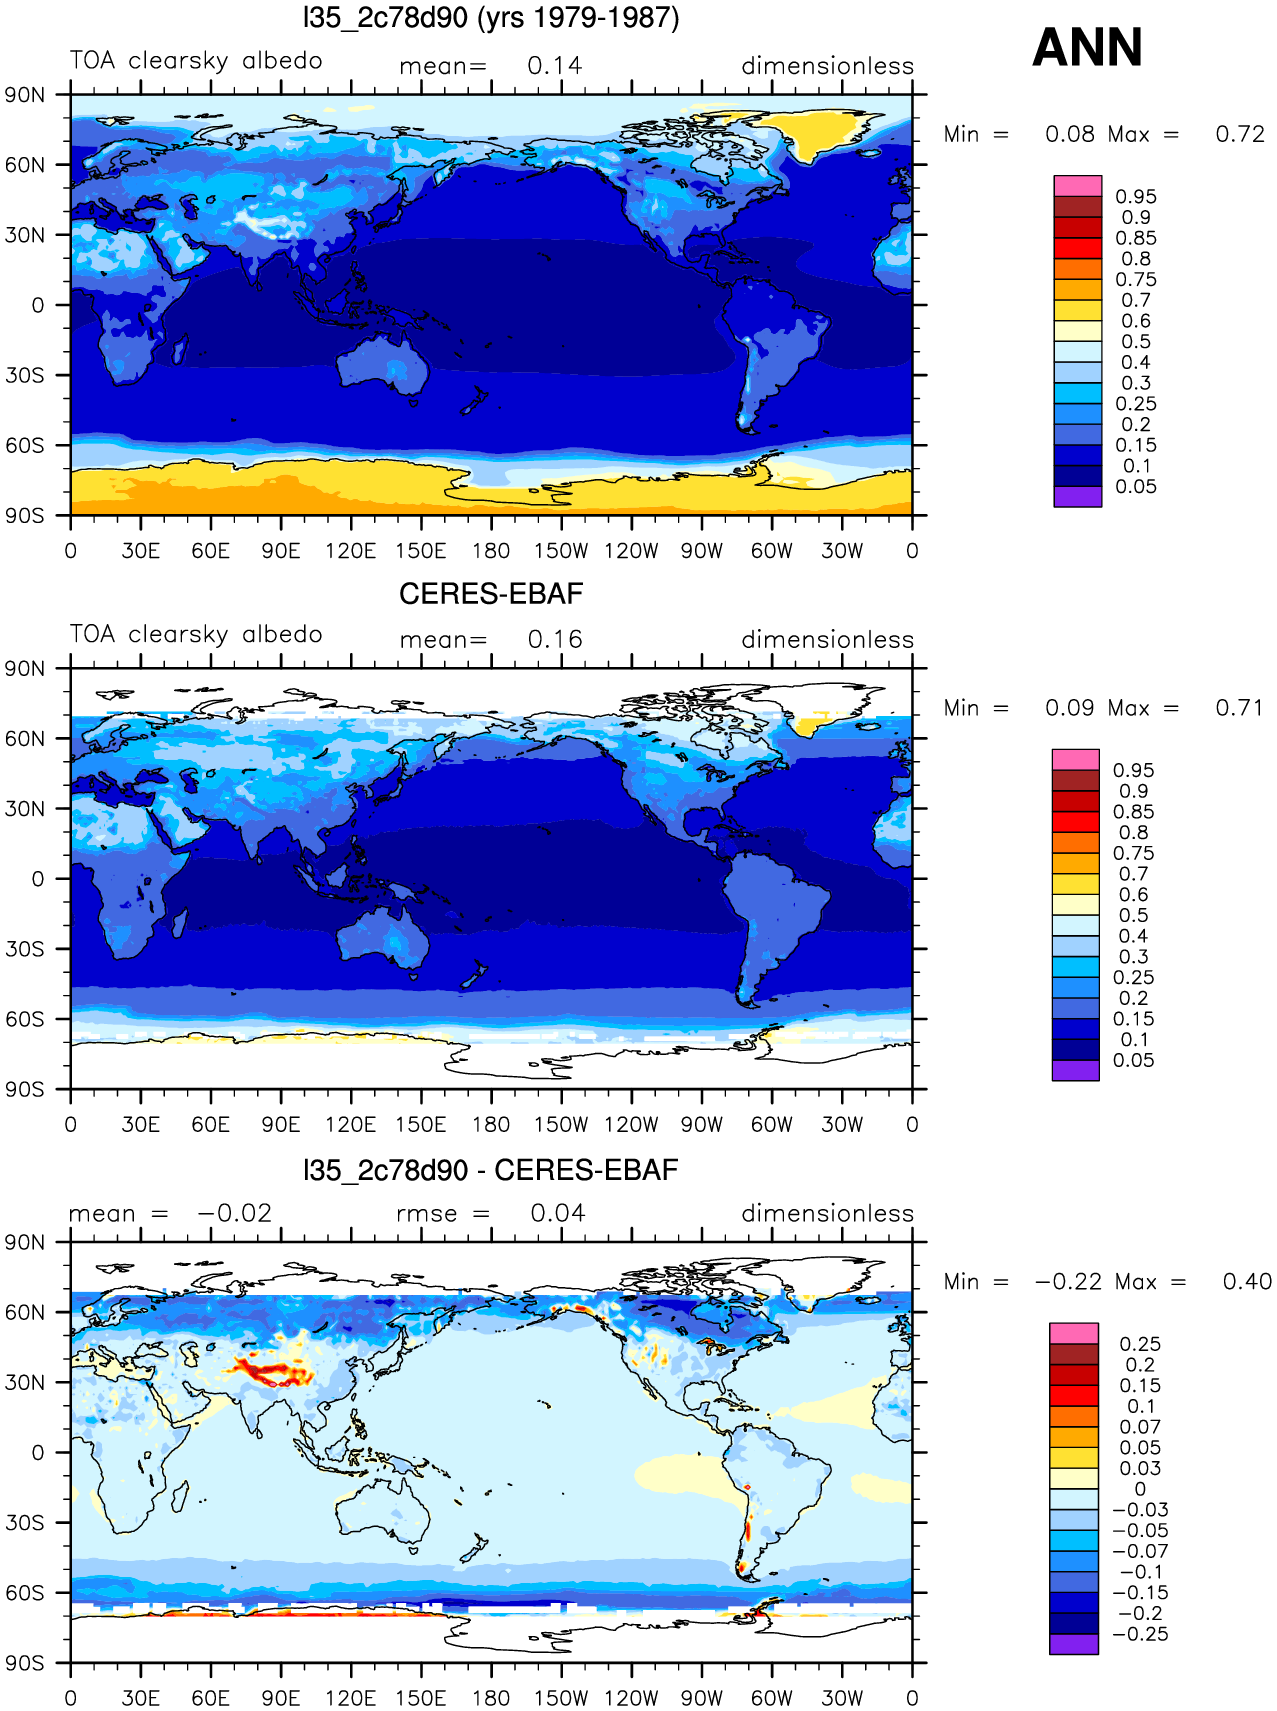 l35_2c78d90 (yrs 1979-1987)
ANN
TOA clearsky albedo mean= 0.14 dimensionless
Min = 0.08 Max = 0.72
90N
60N
30N
0
30S
60S
90S
0 30E 60E 90E 120E 150E 180 150W 120W 90W 60W 30W 0
0.95
0.9
0.85
0.8
0.75
0.7
0.6
0.5
0.4
0.3
0.25
0.2
0.15
0.1
0.05
CERES-EBAF
TOA clearsky albedo mean= 0.16 dimensionless
Min = 0.09 Max = 0.71
90N
60N
30N
0
30S
60S
90S
0 30E 60E 90E 120E 150E 180 150W 120W 90W 60W 30W 0
0.95
0.9
0.85
0.8
0.75
0.7
0.6
0.5
0.4
0.3
0.25
0.2
0.15
0.1
0.05
l35_2c78d90 - CERES-EBAF
mean = -0.02 rmse = 0.04 dimensionless
Min = -0.22 Max = 0.40
90N
60N
30N
0
30S
60S
90S
0 30E 60E 90E 120E 150E 180 150W 120W 90W 60W 30W 0
0.25
0.2
0.15
0.1
0.07
0.05
0.03
0
-0.03
-0.05
-0.07
-0.1
-0.15
-0.2
-0.25